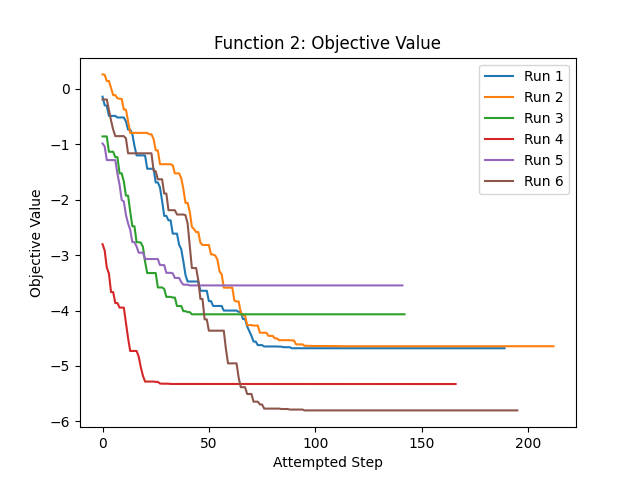 Function 2: Objective Value
Objective Value
0
−1
−2
−3
−4
−5
−6
0
50
100
150
200
Attempted Step
Run 1
Run 2
Run 3
Run 4
Run 5
Run 6